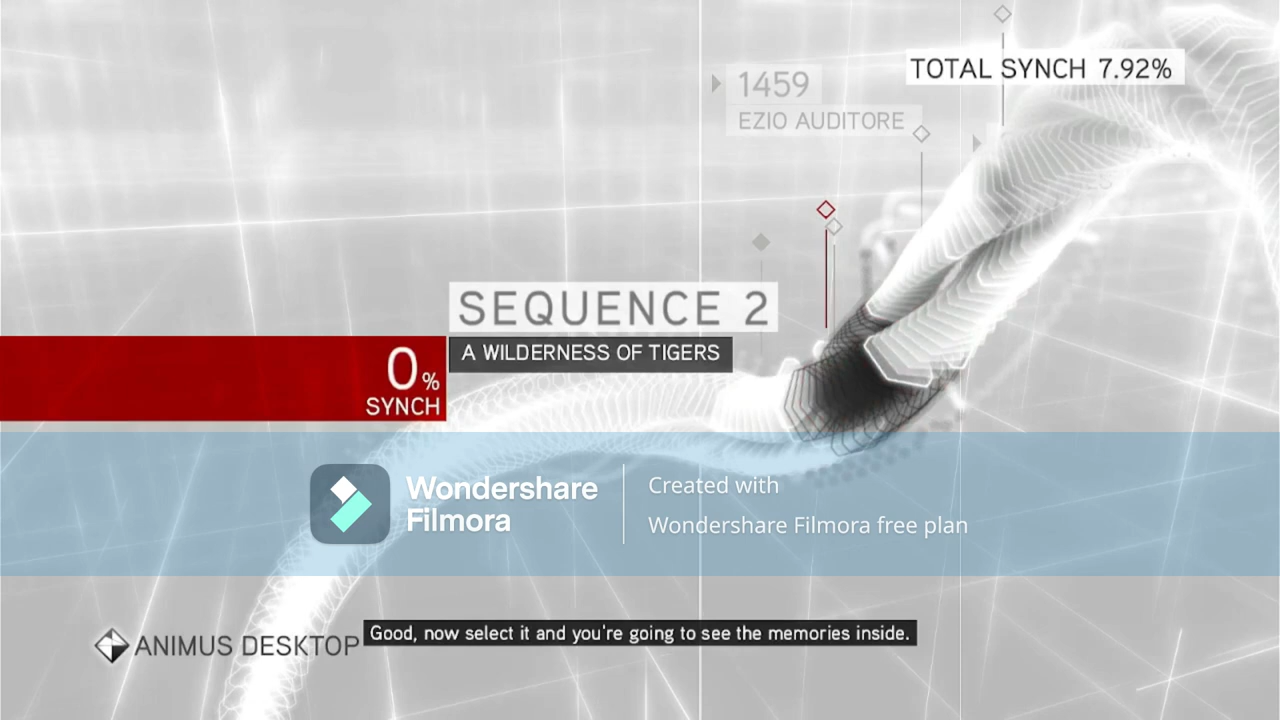 TOTAL SYNCH 7.92%
1459
EZIO AUDITORE
SEQUENCE 2
A WILDERNESS OF TIGERS
0%
SYNCH
Wondershare
Filmora
Created with
Wondershare Filmora free plan
ANIMUS DESKTOP
Good, now select it and you're going to see the memories inside.